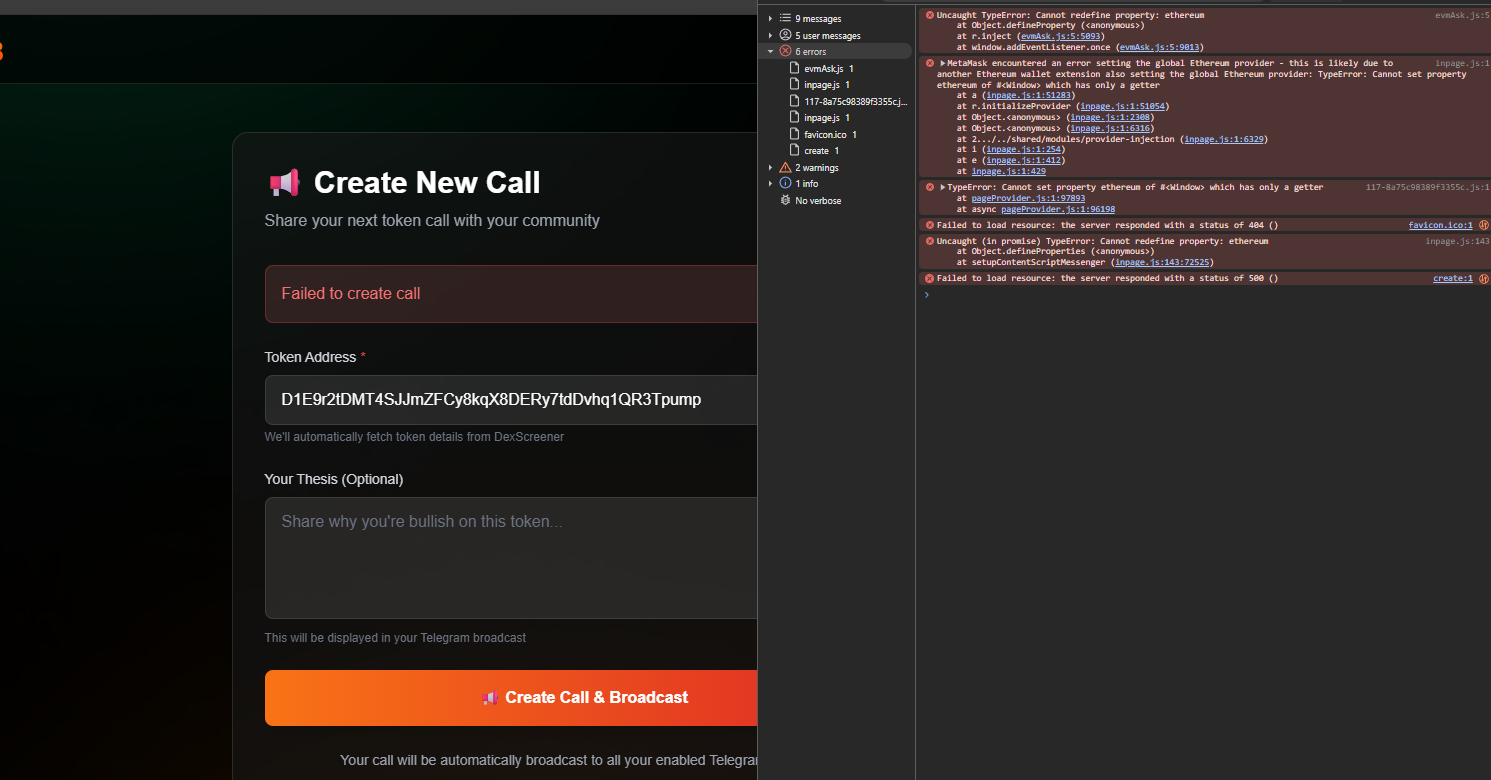 Create New Call
Share your next token call with your community
Failed to create call
Token Address *
D1E9r2tDMT4SJJmZFCy8kqX8DERy7tdDvhq1QR3Tpump
We'll automatically fetch token details from DexScreener
Your Thesis (Optional)
Share why you're bullish on this token...
This will be displayed in your Telegram broadcast
Create Call & Broadcast
Your call will be automatically broadcast to all your enabled Telegra
9 messages
5 user messages
6 errors
evmAsk.js 1
inpage.js 1
117-8a75c98389f3355c.j...
inpage.js 1
favicon.ico 1
create 1
2 warnings
1 info
No verbose
Uncaught TypeError: Cannot redefine property: ethereum evmAsk.js:5
at Object.defineProperty (<anonymous>)
at r.inject (evmAsk.js:5:5093)
at window.addEventListener.once (evmAsk.js:5:9013)
MetaMask encountered an error setting the global Ethereum provider - this is likely due to inpage.js:1
another Ethereum wallet extension also setting the global Ethereum provider: TypeError: Cannot set property
ethereum of #<Window> which has only a getter
at a (inpage.js:1:51283)
at r.initializeProvider (inpage.js:1:51054)
at Object.<anonymous> (inpage.js:1:2308)
at Object.<anonymous> (inpage.js:1:6316)
at 2.../../shared/modules/provider-injection (inpage.js:1:6329)
at i (inpage.js:1:254)
at e (inpage.js:1:412)
at inpage.js:1:429
TypeError: Cannot set property ethereum of #<Window> which has only a getter 117-8a75c98389f3355c.js:1
at pageProvider.js:1:97893
at async pageProvider.js:1:96198
Failed to load resource: the server responded with a status of 404 () favicon.ico:1
Uncaught (in promise) TypeError: Cannot redefine property: ethereum inpage.js:143
at Object.defineProperties (<anonymous>)
at setupContentScriptMessenger (inpage.js:143:72525)
Failed to load resource: the server responded with a status of 500 () create:1